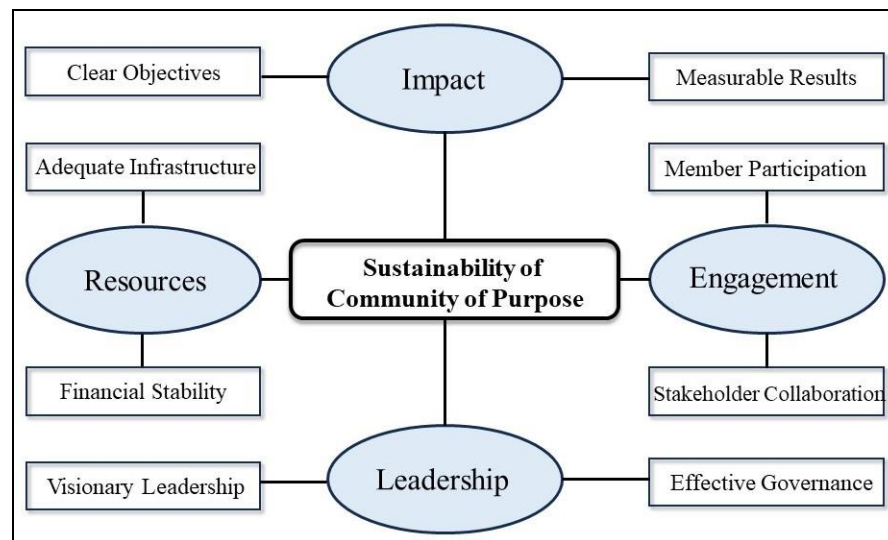 Clear Objectives
Impact
Measurable Results
Adequate Infrastructure
Member Participation
Resources
Sustainability of
Community of Purpose
Engagement
Financial Stability
Stakeholder Collaboration
Visionary Leadership
Leadership
Effective Governance